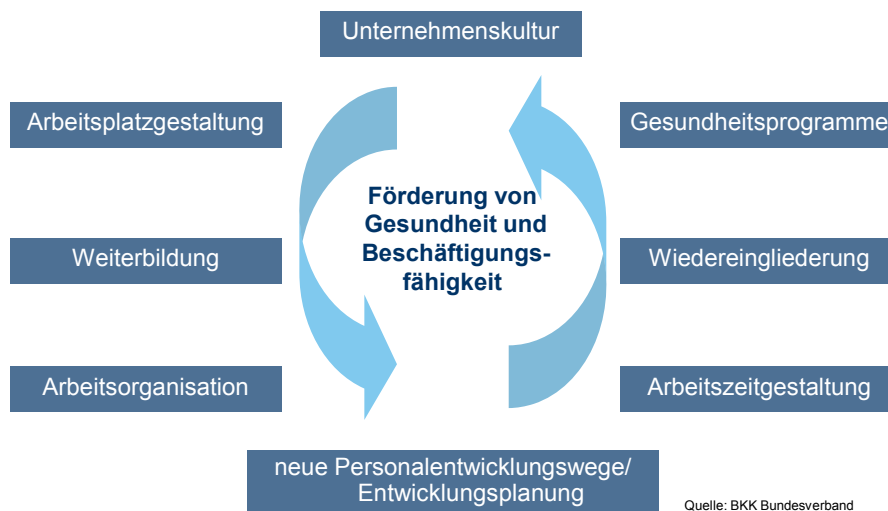 Unternehmenskultur
Arbeitsplatzgestaltung
Gesundheitsprogramme
Förderung von
Gesundheit und
Beschäftigungs-
fähigkeit
Weiterbildung
Wiedereingliederung
Arbeitsorganisation
Arbeitszeitgestaltung
neue Personalentwicklungswege/
Entwicklungsplanung
Quelle: BKK Bundesverband